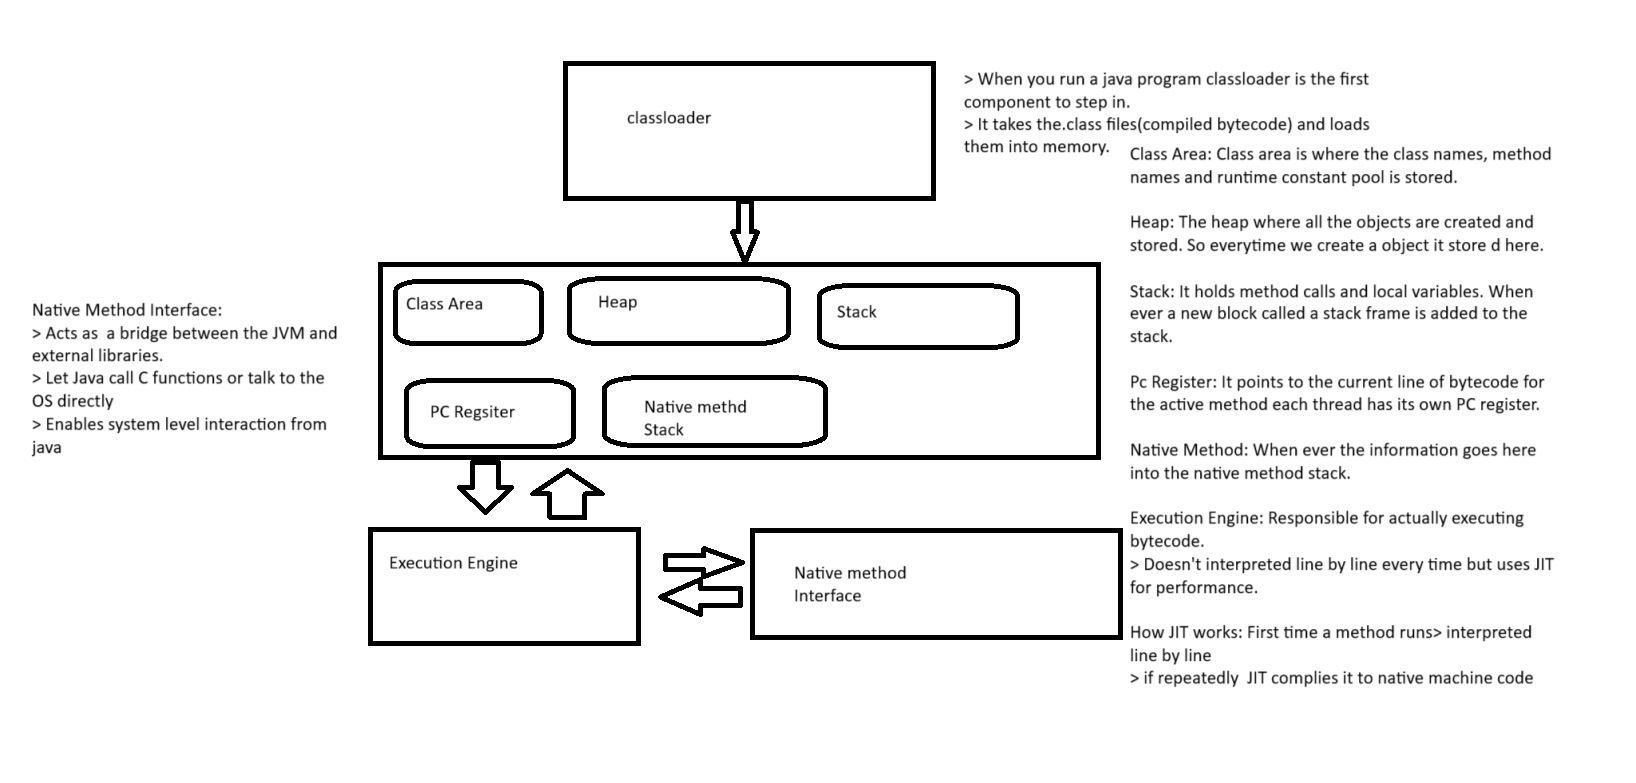 classloader
> When you run a java program classloader is the first
component to step in.
> It takes the.class files(compiled bytecode) and loads
them into memory.
Class Area: Class area is where the class names, method
names and runtime constant pool is stored.
Heap: The heap where all the objects are created and
stored. So everytime we create a object it store d here.
Stack: It holds method calls and local variables. When
ever a new block called a stack frame is added to the
stack.
Pc Register: It points to the current line of bytecode for
the active method each thread has its own PC register.
Native Method: When ever the information goes here
into the native method stack.
Execution Engine: Responsible for actually executing
bytecode.
> Doesn't interpreted line by line every time but uses JIT
for performance.
How JIT works: First time a method runs> interpreted
line by line
> if repeatedly  JIT complies it to native machine code
Class Area
Heap
Stack
PC Regsiter
Native methd
Stack
Native Method Interface:
> Acts as  a bridge between the JVM and
external libraries.
> Let Java call C functions or talk to the
OS directly
> Enables system level interaction from
java
Execution Engine
Native method
Interface